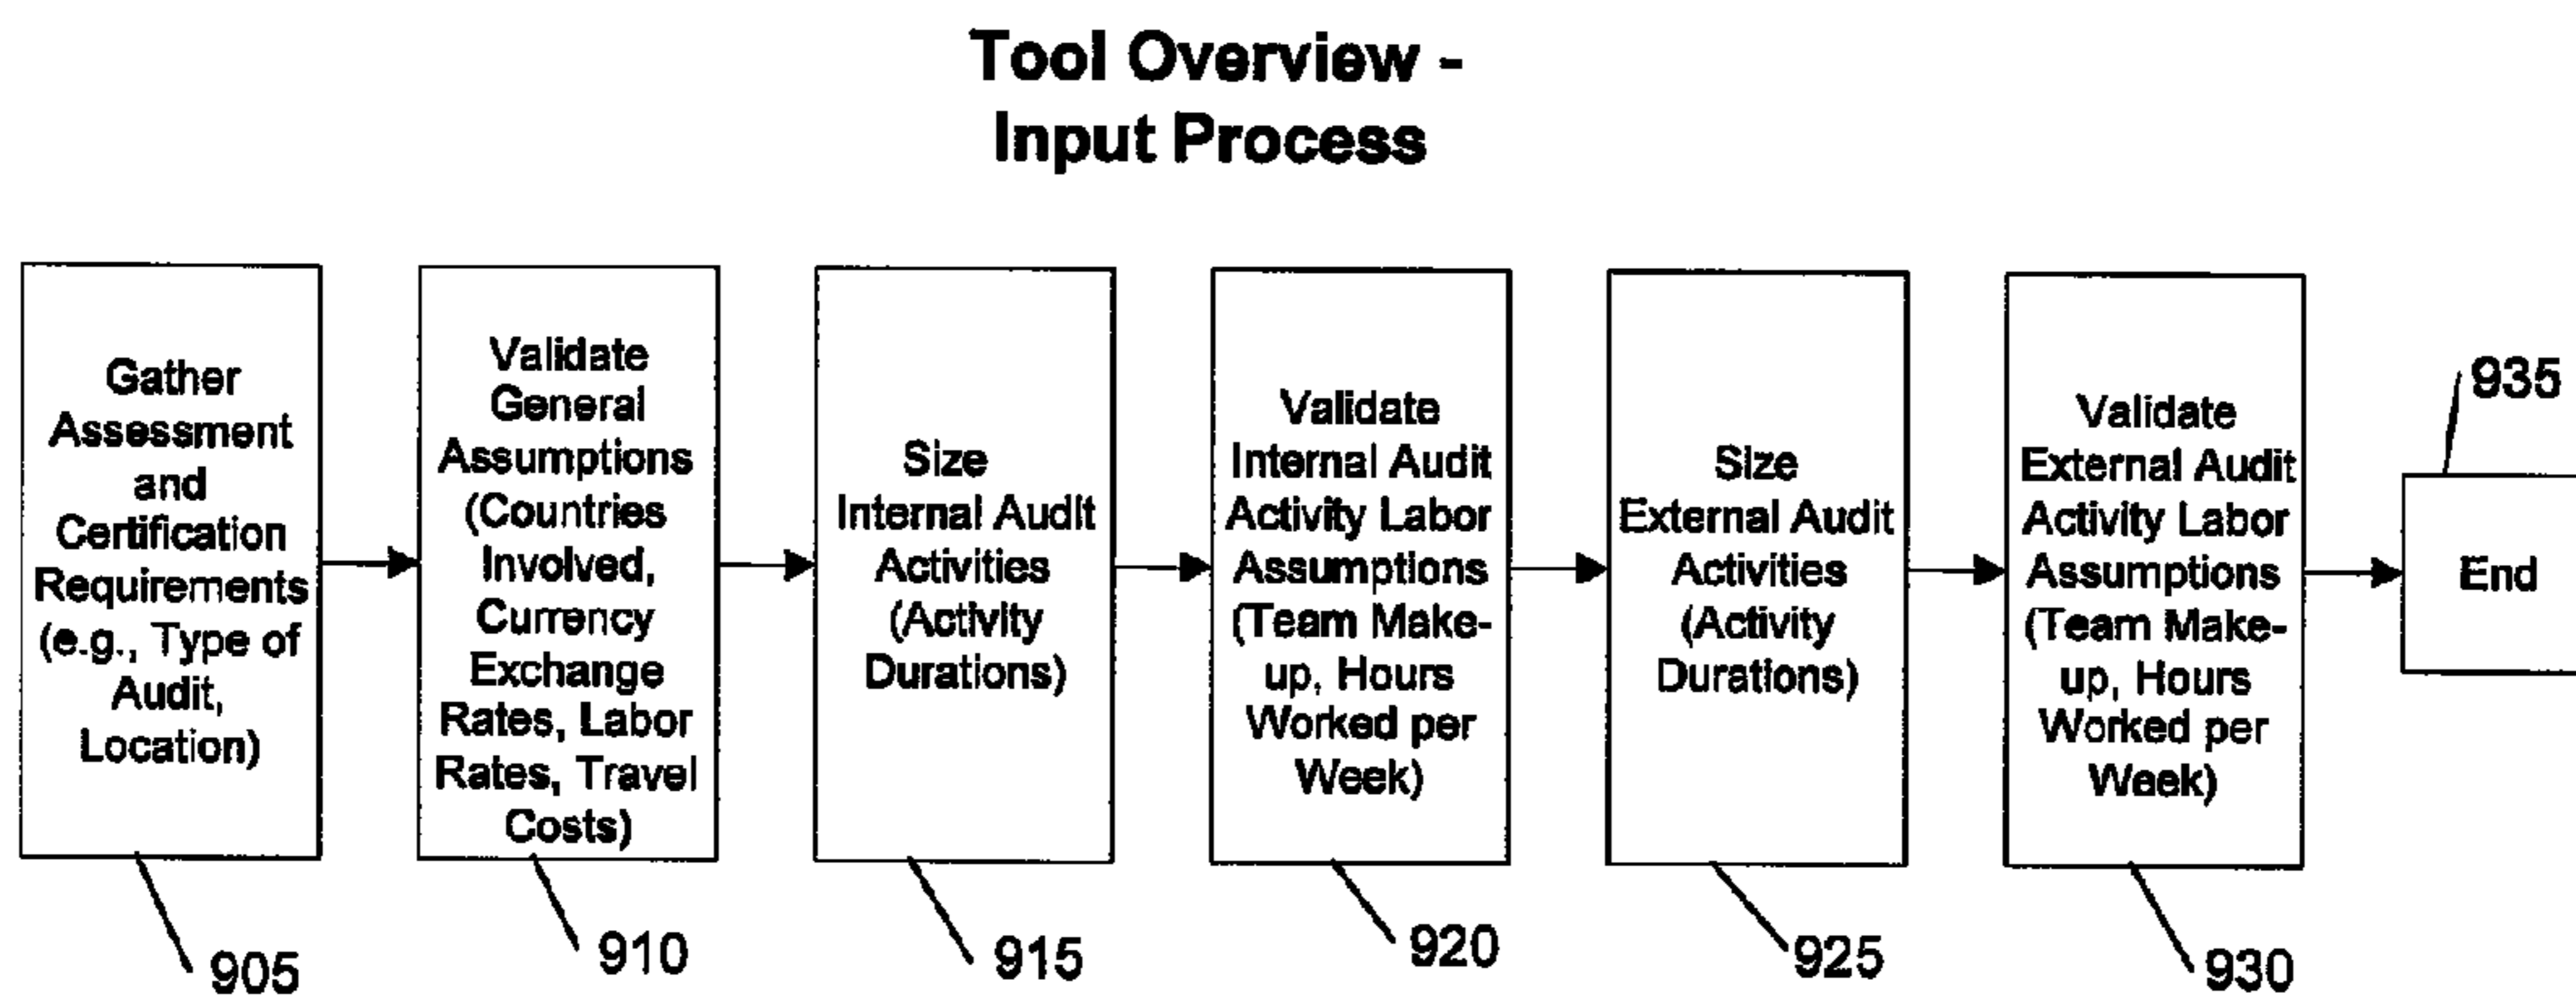 Tool Overview -
Input Process
Gather
Assessment
and
Certification
Requirements
(e.g., Type of
Audit,
Location)
Validate
General
Assumptions
(Countries
Involved,
Currency
Exchange
Rates, Labor
Rates, Travel
Costs)
Size
Internal Audit
Activities
(Activity
Durations)
Validate
Internal Audit
Activity Labor
Assumptions
(Team Make-
up, Hours
Worked per
Week)
Size
External Audit
Activities
(Activity
Durations)
Validate
External Audit
Activity Labor
Assumptions
(Team Make-
up, Hours
Worked per
Week)
935
End
905
910
915
920
925
930